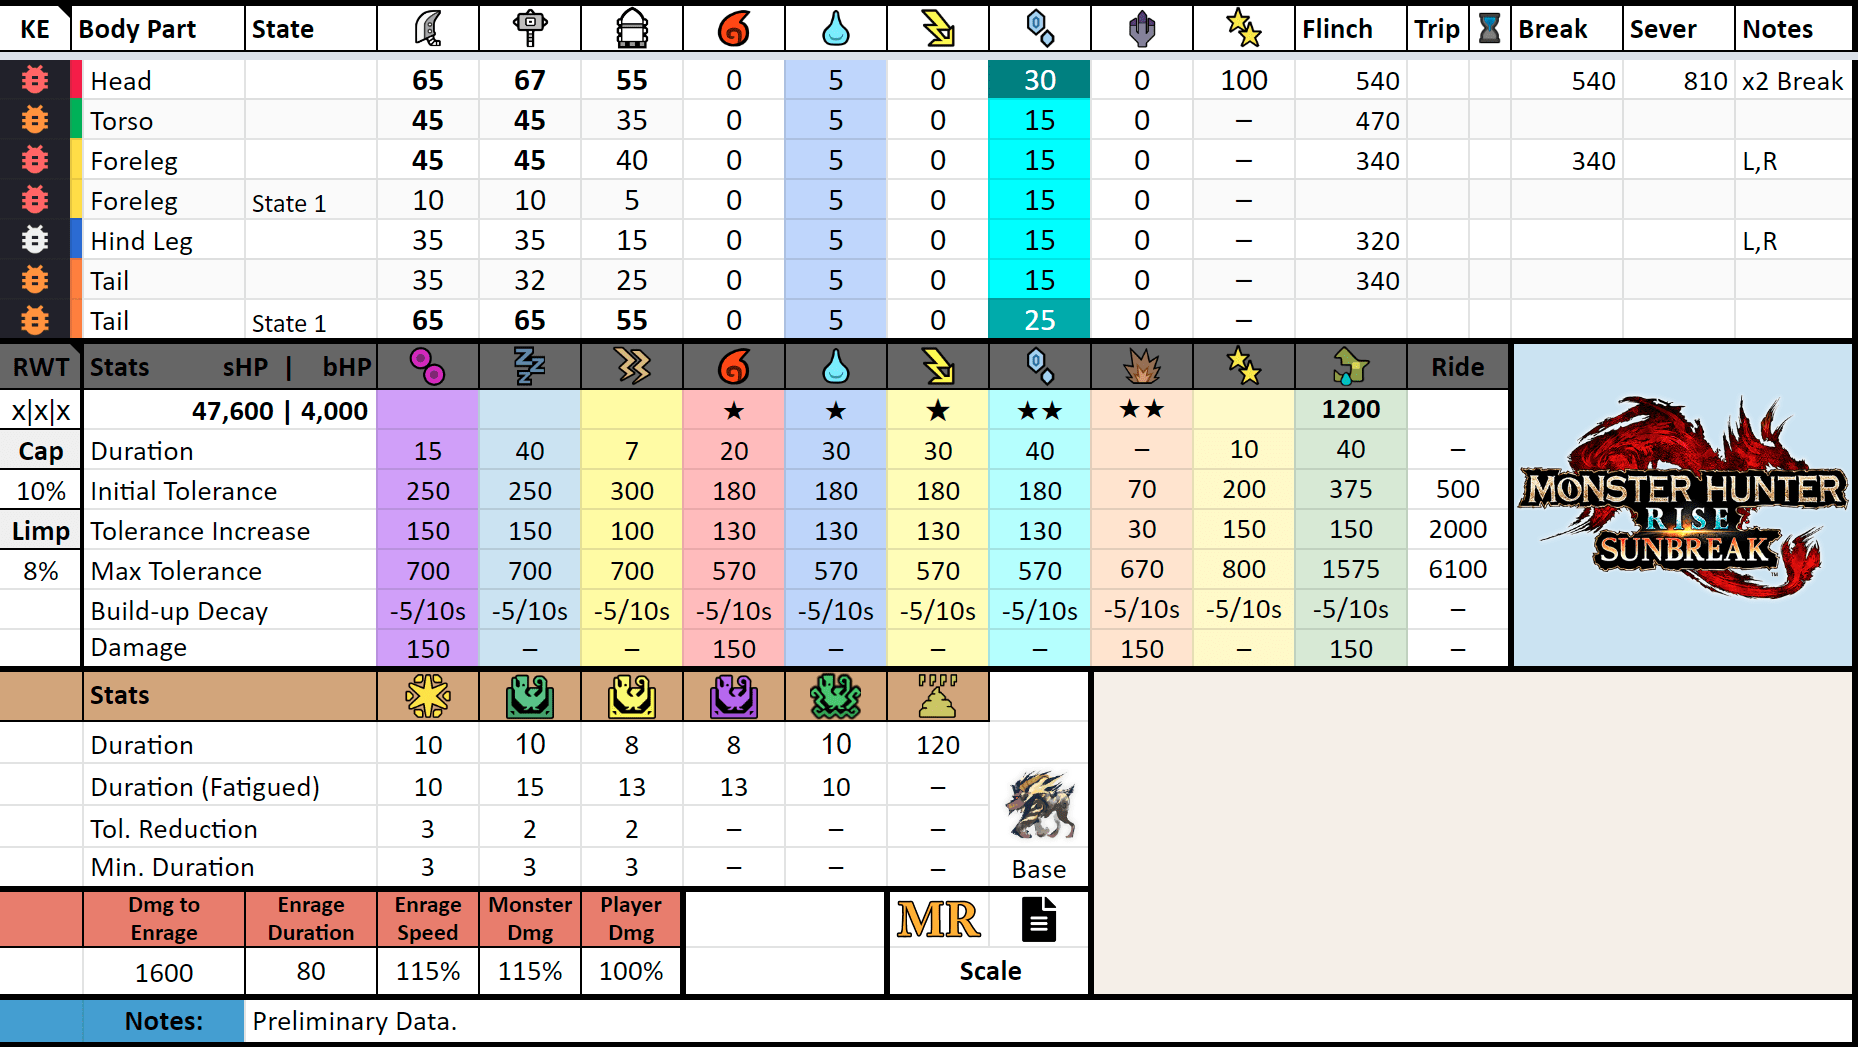 KE Body Part State Flinch Trip Break Sever Notes
Head 65 67 55 0 5 0 30 0 100 540 540 810 x2 Break
Torso 45 45 35 0 5 0 15 0 – 470
Foreleg 45 45 40 0 5 0 15 0 – 340 340 L,R
Foreleg State 1 10 10 5 0 5 0 15 0 –
Hind Leg 35 35 15 0 5 0 15 0 – 320 L,R
Tail 35 32 25 0 5 0 15 0 – 340
Tail State 1 65 65 55 0 5 0 25 0 –
RWT Stats sHP | bHP Ride
x|x|x 47,600 | 4,000 ★ ★ ★ ★★ ★★ 1200
Cap Duration 15 40 7 20 30 30 40 – 10 40 –
10% Initial Tolerance 250 250 300 180 180 180 180 70 200 375 500
Limp Tolerance Increase 150 150 100 130 130 130 130 30 150 150 2000
8% Max Tolerance 700 700 700 570 570 570 570 670 800 1575 6100
Build-up Decay -5/10s -5/10s -5/10s -5/10s -5/10s -5/10s -5/10s -5/10s -5/10s -5/10s –
Damage 150 – – 150 – – – 150 – 150 –
MONSTER HUNTER
RISE
SUNBREAK™
Stats
Duration 10 10 8 8 10 120
Duration (Fatigued) 10 15 13 13 10 –
Tol. Reduction 3 2 2 – – –
Min. Duration 3 3 3 – – – Base
Dmg to Enrage Enrage Monster Player
Enrage Duration Speed Dmg Dmg MR
1600 80 115% 115% 100% Scale
Notes: Preliminary Data.